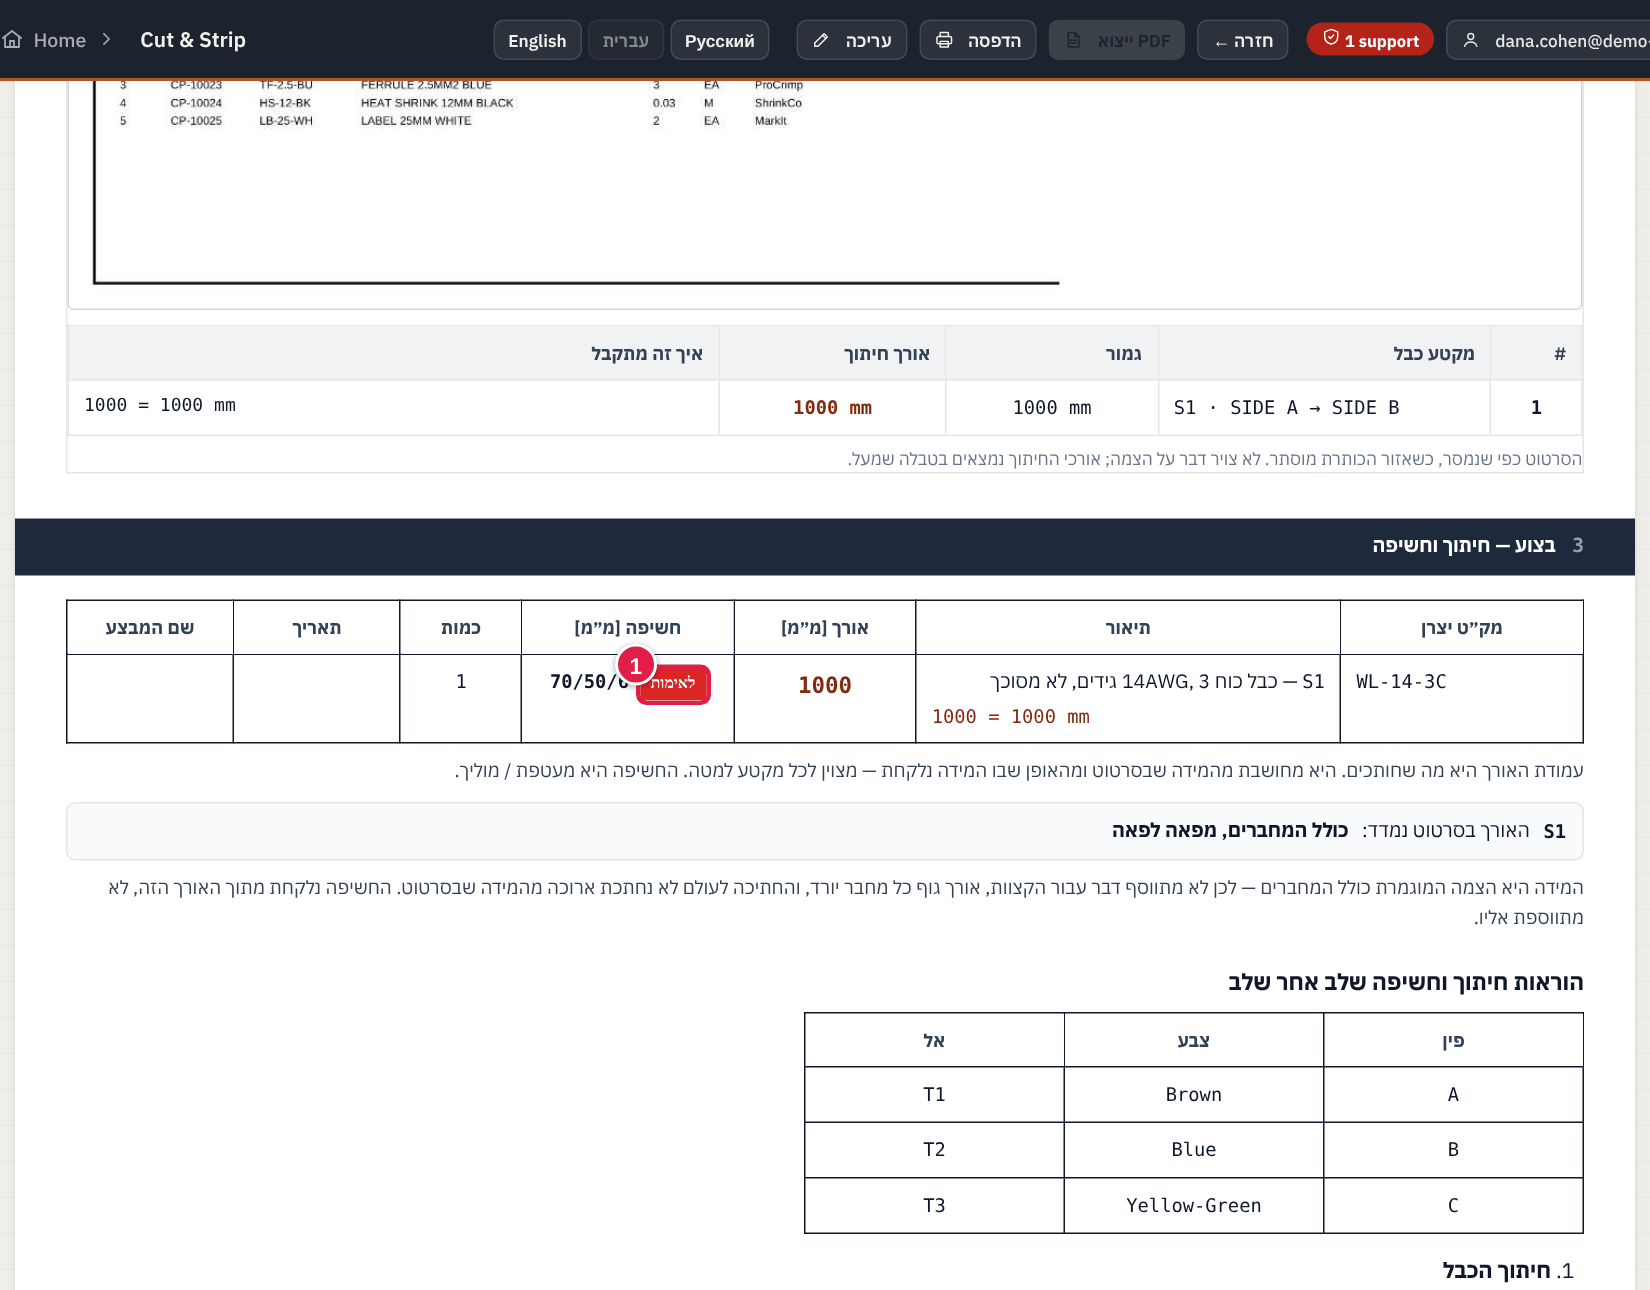 Home > Cut & Strip
English
עברית
Русский
עריכה
הדפסה
ייצוא PDF
חזרה ←
1 support
dana.cohen@demo-
3 CP-10023 TF-2.5-BU FERRULE 2.5MM2 BLUE 3 EA ProCrimp
4 CP-10024 HS-12-BK HEAT SHRINK 12MM BLACK 0.03 M ShrinkCo
5 CP-10025 LB-25-WH LABEL 25MM WHITE 2 EA MarkIt
# מקטע כבל גמור אורך חיתוך איך זה מתקבל
1 S1 · SIDE A → SIDE B 1000 mm 1000 mm 1000 = 1000 mm
הסרטוט כפי שנמסר, כשאזור הכותרת מוסתר. לא צויר דבר על הצמה; אורכי החיתוך נמצאים בטבלה שמעל.
3 בצוע – חיתוך וחשיפה
מק״ט יצרן תיאור אורך [מ״מ] חשיפה [מ״מ] כמות תאריך שם המבצע
WL-14-3C S1 – כבל כוח 14AWG, 3 גידים, לא מסוכך 1000 לאימות 70/50/ 1
1000 = 1000 mm
1
עמודת האורך היא מה שחותכים. היא מחושבת מהמידה שבסרטוט ומהאופן שבו המידה נלקחת – מצוין לכל מקטע למטה. החשיפה היא מעטפת / מוליך.
S1 האורך בסרטוט נמדד: כולל המחברים, מפאה לפאה
המידה היא הצמה המוגמרת כולל המחברים – לכן לא מתווסף דבר עבור הקצוות, אורך גוף כל מחבר יורד, והחתיכה לעולם לא נחתכת ארוכה מהמידה שבסרטוט. החשיפה נלקחת מתוך האורך הזה, לא
מתווספת אליו.
הוראות חיתוך וחשיפה שלב אחר שלב
פין צבע אל
A Brown T1
B Blue T2
C Yellow-Green T3
1. חיתוך הכבל